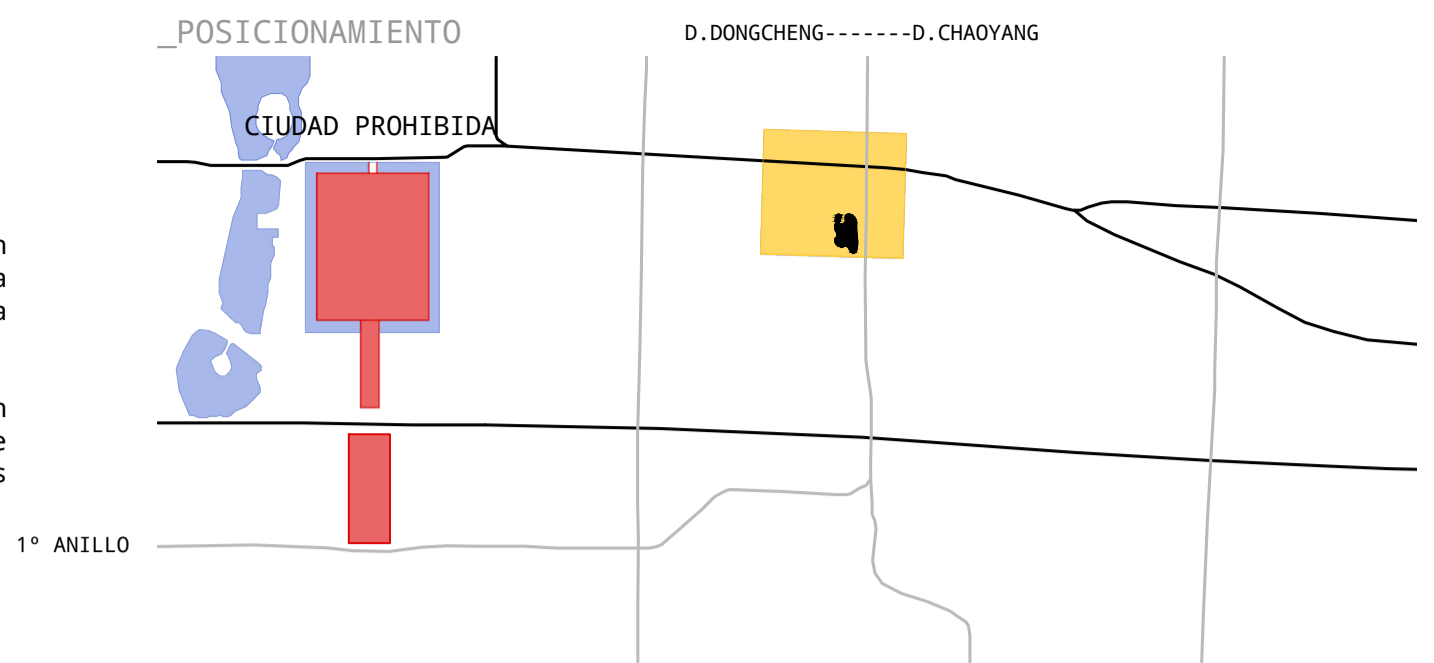 _POSICIONAMIENTO
D.DONGCHENG-------D.CHAOYANG
CIUDAD PROHIBIDA
n
a
a
n
e
s
1º ANILLO